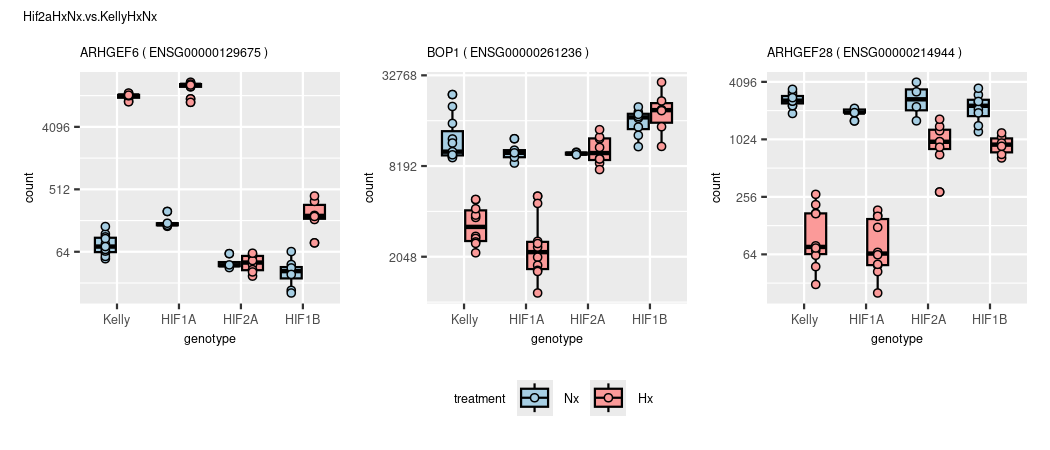 Hif2aHxNx.vs.KellyHxNx
ARHGEF6 ( ENSG00000129675 )
4096
512
64
count
Kelly HIF1A HIF2A HIF1B
genotype
BOP1 ( ENSG00000261236 )
32768
8192
2048
count
Kelly HIF1A HIF2A HIF1B
genotype
ARHGEF28 ( ENSG00000214944 )
4096
1024
256
64
count
Kelly HIF1A HIF2A HIF1B
genotype
treatment Nx Hx